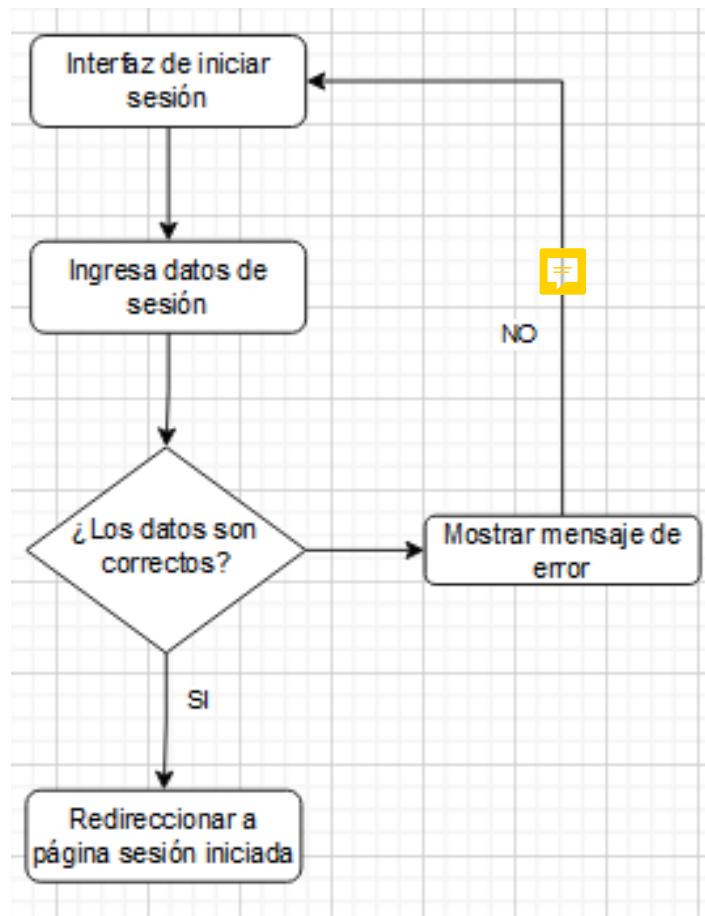 Interfaz de iniciar
sesión
Ingresa datos de
sesión
NO
¿Los datos son
correctos?
Mostrar mensaje de
error
SI
Redireccionar a
página sesión iniciada